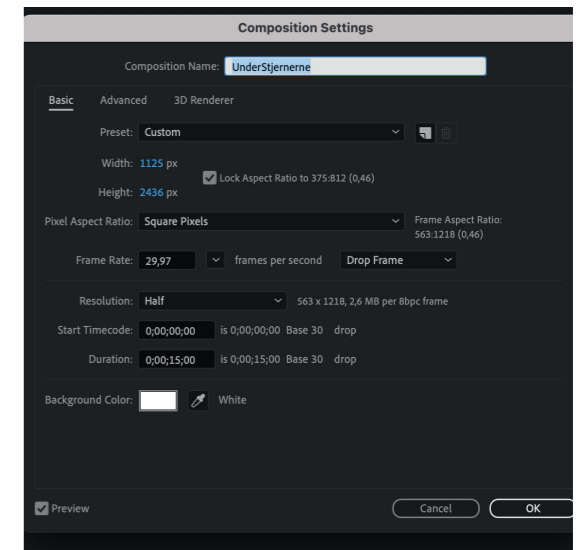 Composition Settings
Composition Name: UnderStjernerne
Basic Advanced 3D Renderer
Preset: Custom
Width: 1125 px
Lock Aspect Ratio to 375:812 (0,46)
Height: 2436 px
Pixel Aspect Ratio: Square Pixels Frame Aspect Ratio:
563:1218 (0,46)
Frame Rate: 29,97 frames per second Drop Frame
Resolution: Half 563 x 1218, 2,6 MB per 8bpc frame
Start Timecode: 0;00;00;00 is 0;00;00;00 Base 30 drop
Duration: 0;00;15;00 is 0;00;15;00 Base 30 drop
Background Color: White
Preview Cancel OK